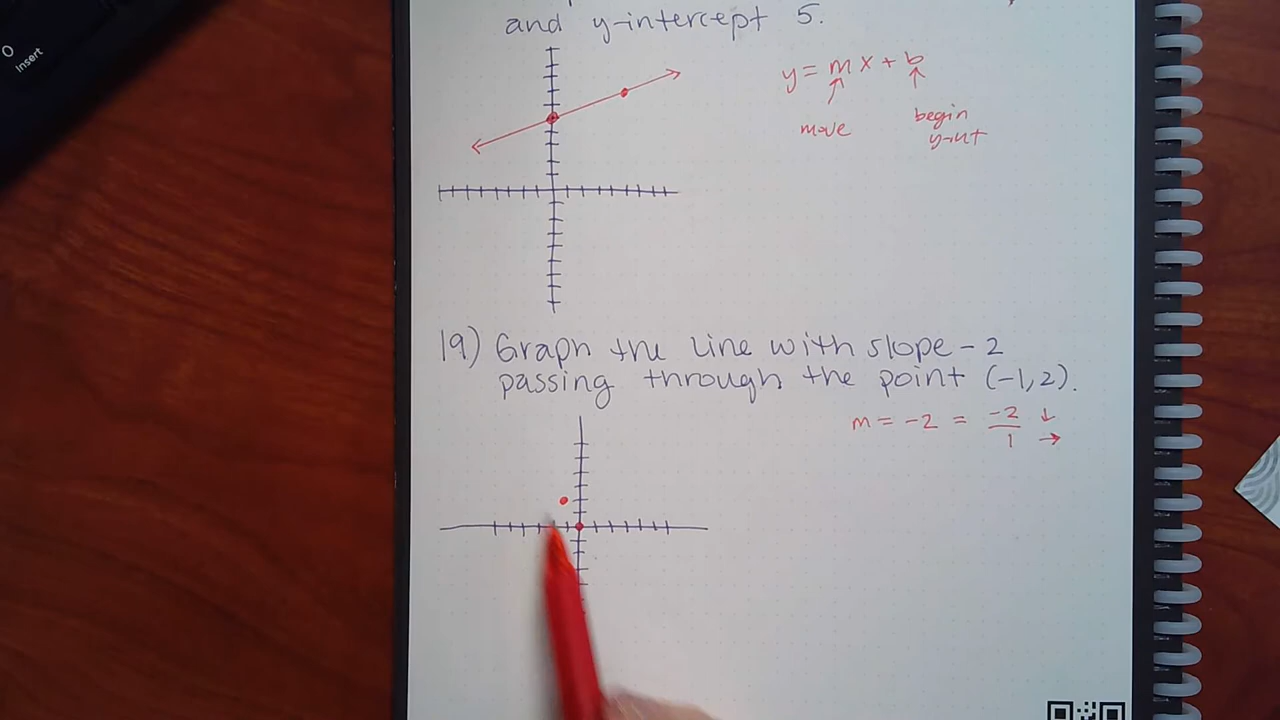 and y-intercept 5.
y = mx + b
move
begin
y-int
19) Graph the line with slope -2
passing through the point (-1,2).
m = -2 = -2/1 ↓ →
0
Insert